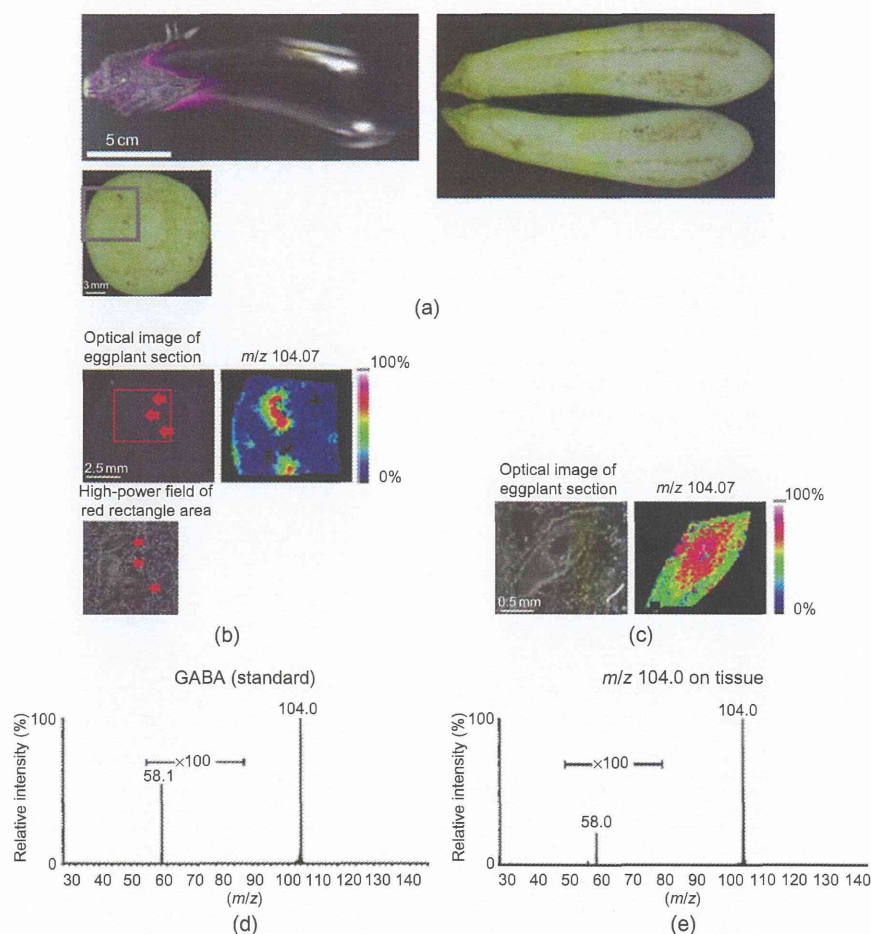 5 cm
3 mm
(a)
Optical image of
eggplant section
m/z 104.07
100%
0%
2.5 mm
High-power field of
red rectangle area
(b)
Optical image of
eggplant section
m/z 104.07
100%
0%
0.5 mm
(c)
GABA (standard)
Relative intensity (%)
100
0
104.0
×100
58.1
30 40 50 60 70 80 90 100 110 120 130 140
(m/z)
(d)
m/z 104.0 on tissue
Relative intensity (%)
100
0
104.0
×100
58.0
30 40 50 60 70 80 90 100 110 120 130 140
(m/z)
(e)